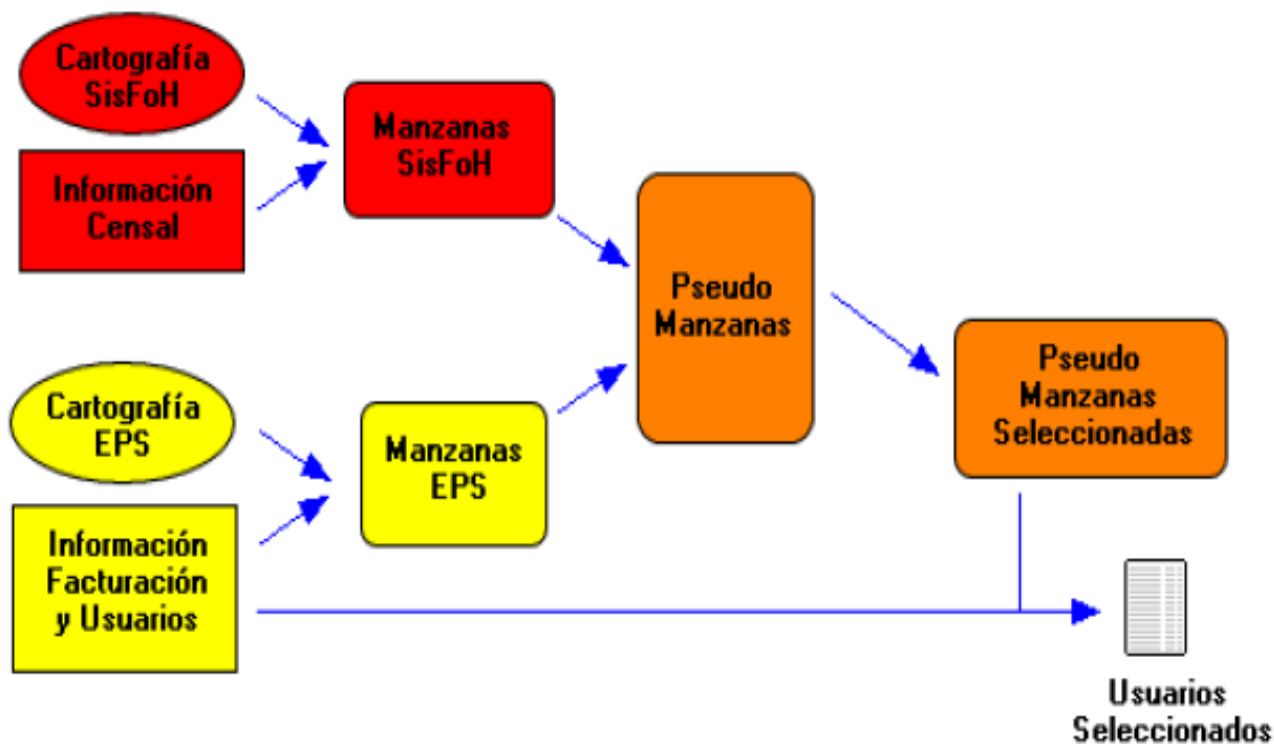 Cartografía
SisFoH
Información
Censal
Manzanas
SisFoH
Pseudo
Manzanas
Pseudo
Manzanas
Seleccionadas
Cartografía
EPS
Manzanas
EPS
Información
Facturación
y Usuarios
Usuarios
Seleccionados